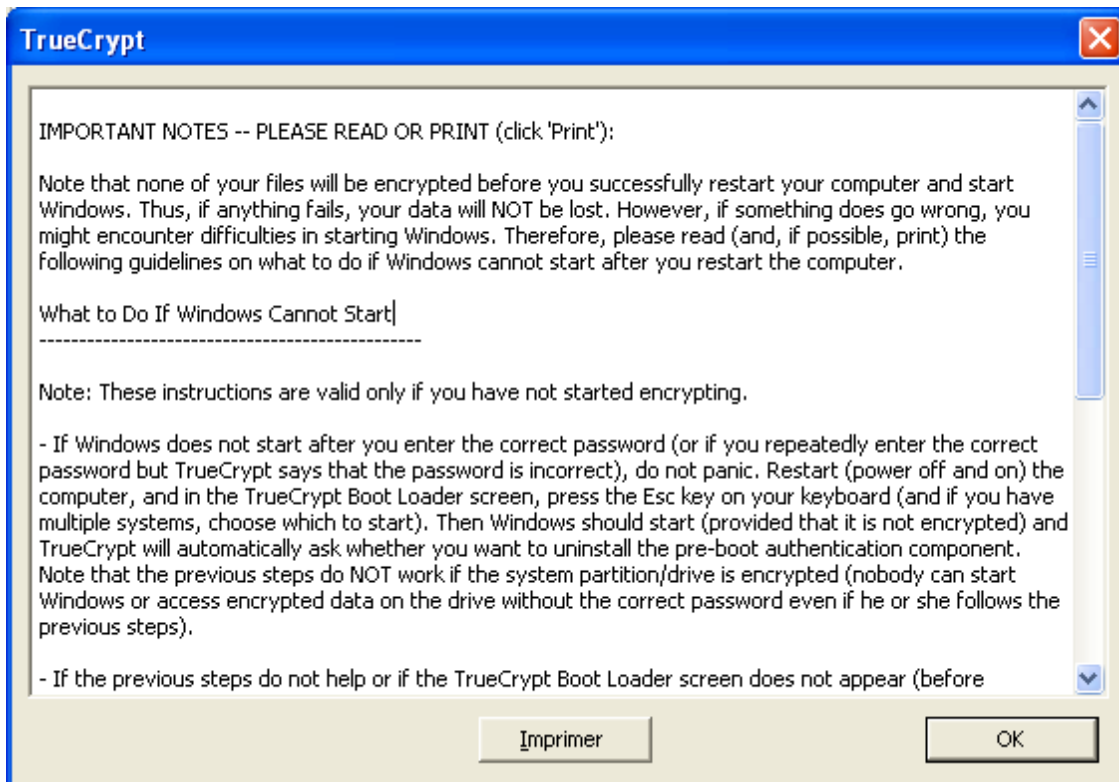 TrueCrypt
IMPORTANT NOTES -- PLEASE READ OR PRINT (click 'Print'):
Note that none of your files will be encrypted before you successfully restart your computer and start
Windows. Thus, if anything fails, your data will NOT be lost. However, if something does go wrong, you
might encounter difficulties in starting Windows. Therefore, please read (and, if possible, print) the
following guidelines on what to do if Windows cannot start after you restart the computer.
What to Do If Windows Cannot Start
------------------------------------------------
Note: These instructions are valid only if you have not started encrypting.
- If Windows does not start after you enter the correct password (or if you repeatedly enter the correct
password but TrueCrypt says that the password is incorrect), do not panic. Restart (power off and on) the
computer, and in the TrueCrypt Boot Loader screen, press the Esc key on your keyboard (and if you have
multiple systems, choose which to start). Then Windows should start (provided that it is not encrypted) and
TrueCrypt will automatically ask whether you want to uninstall the pre-boot authentication component.
Note that the previous steps do NOT work if the system partition/drive is encrypted (nobody can start
Windows or access encrypted data on the drive without the correct password even if he or she follows the
previous steps).
- If the previous steps do not help or if the TrueCrypt Boot Loader screen does not appear (before
Imprimer
OK